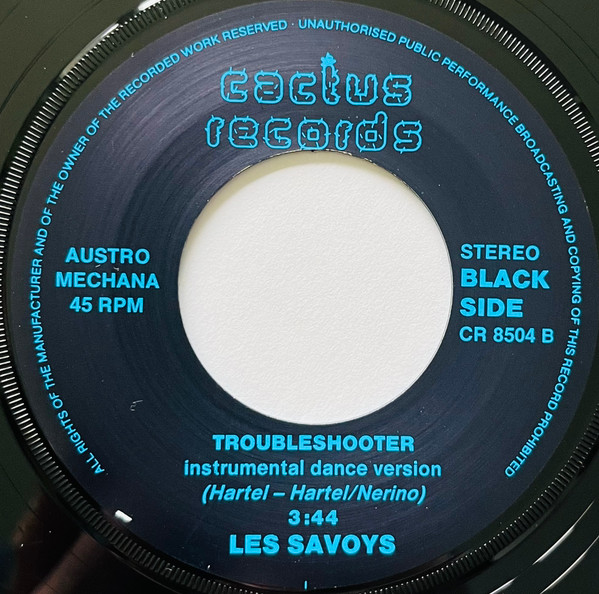 ALL RIGHTS OF THE MANUFACTURER AND OF THE OWNER OF THE RECORDED WORK RESERVED · UNAUTHORISED PUBLIC PERFORMANCE BROADCASTING AND COPYING OF THIS RECORD PROHIBITED
cactus
records
AUSTRO
MECHANA
45 RPM
STEREO
BLACK
SIDE
CR 8504 B
TROUBLESHOOTER
instrumental dance version
(Hartel – Hartel/Nerino)
3:44
LES SAVOYS